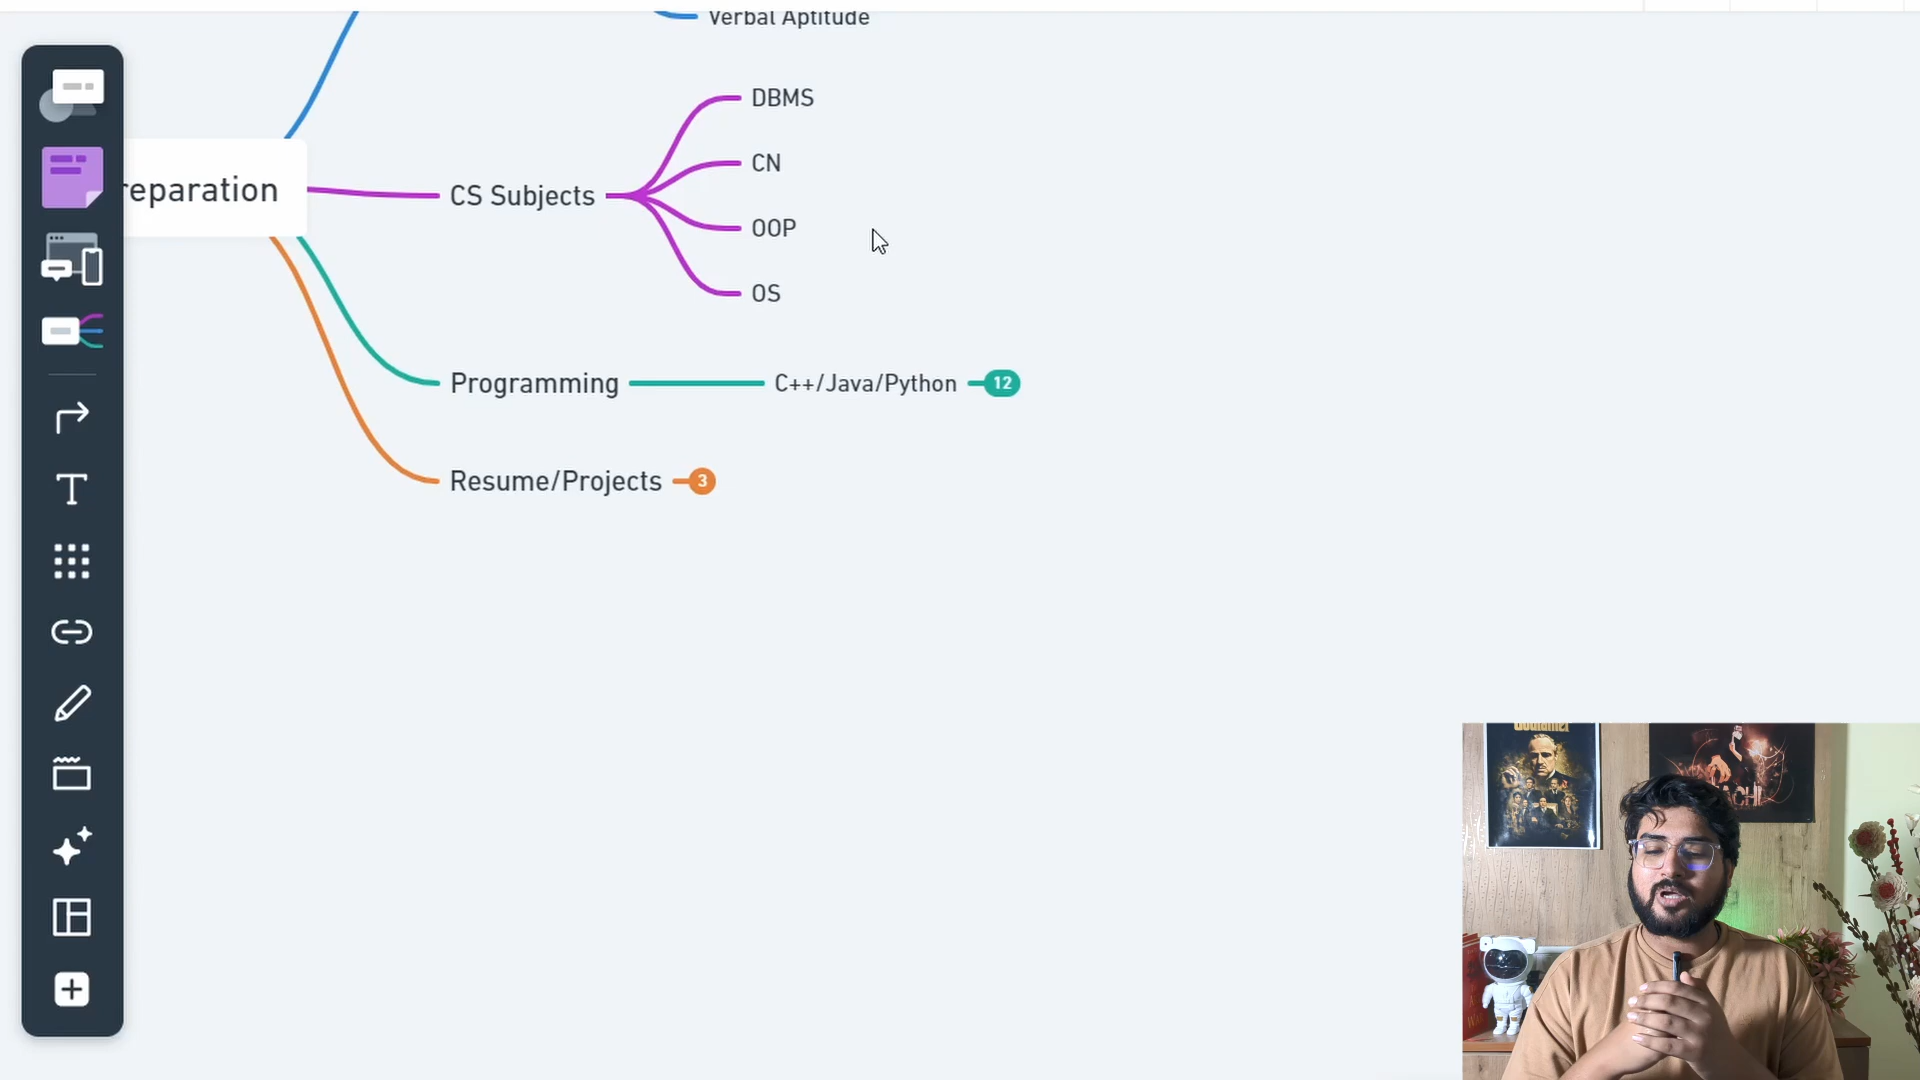 Verbal Aptitude
DBMS
CN
reparation
CS Subjects
OOP
OS
Programming
C++/Java/Python
12
Resume/Projects
3